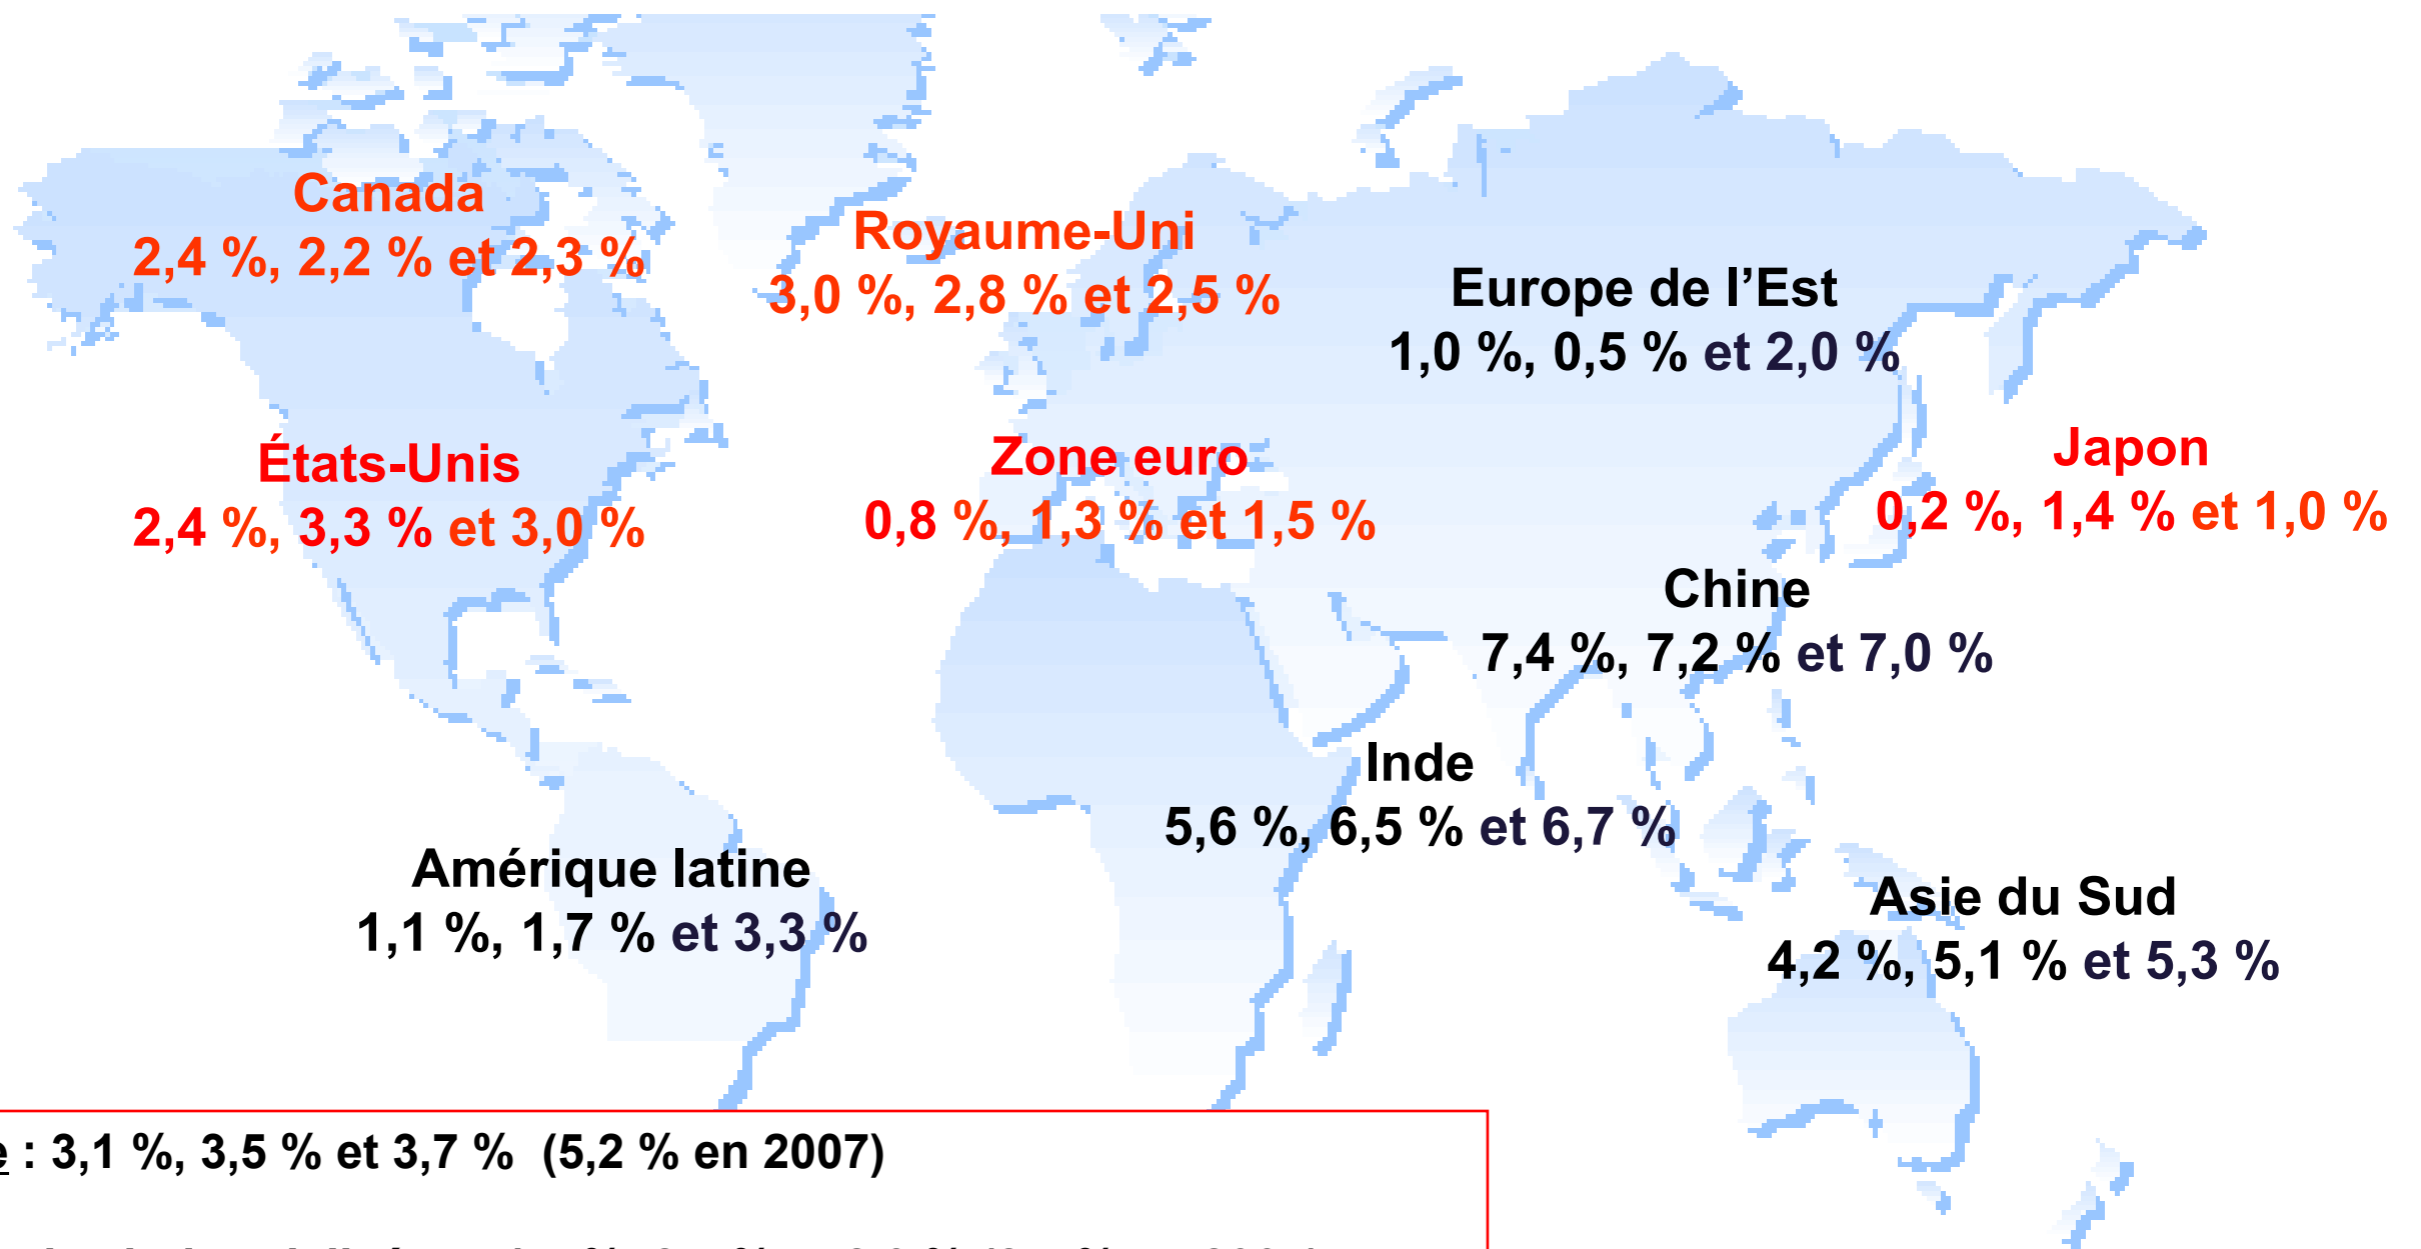 Canada
2,4 %, 2,2 % et 2,3 %
Royaume-Uni
3,0 %, 2,8 % et 2,5 %
Europe de l’Est
1,0 %, 0,5 % et 2,0 %
États-Unis
2,4 %, 3,3 % et 3,0 %
Zone euro
0,8 %, 1,3 % et 1,5 %
Japon
0,2 %, 1,4 % et 1,0 %
Chine
7,4 %, 7,2 % et 7,0 %
Inde
5,6 %, 6,5 % et 6,7 %
Amérique latine
1,1 %, 1,7 % et 3,3 %
Asie du Sud
4,2 %, 5,1 % et 5,3 %
e : 3,1 %, 3,5 % et 3,7 % (5,2 % en 2007)